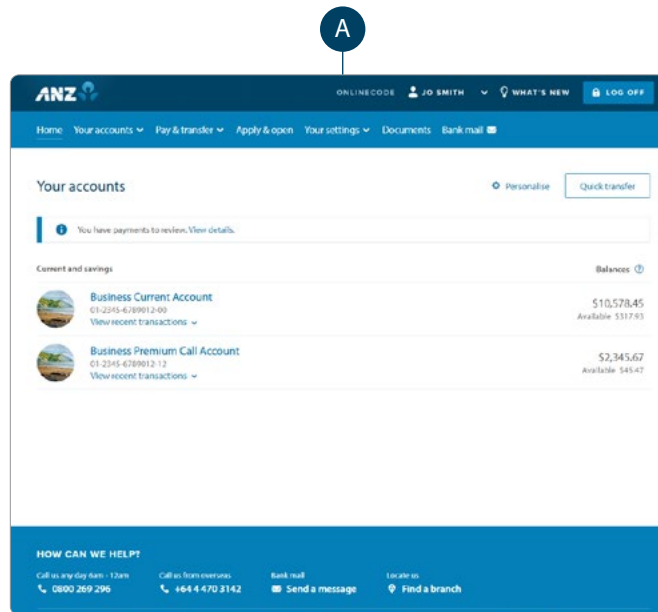 A
ANZ
ONLINECODE JO SMITH WHAT'S NEW LOG OFF
Home Your accounts Pay & transfer Apply & open Your settings Documents Bank mail
Your accounts
Personalise Quick transfer
You have payments to review. View details.
Current and savings Balances ?
Business Current Account
01-2345-6789012-00
View recent transactions
$10,578.45
Available $317.93
Business Premium Call Account
01-2345-6789012-12
View recent transactions
$2,345.67
Available $45.47
HOW CAN WE HELP?
Call us any day 6am - 12am Call us from overseas Bank mail Locate us
0800 269 296 +64 4 470 3142 Send a message Find a branch